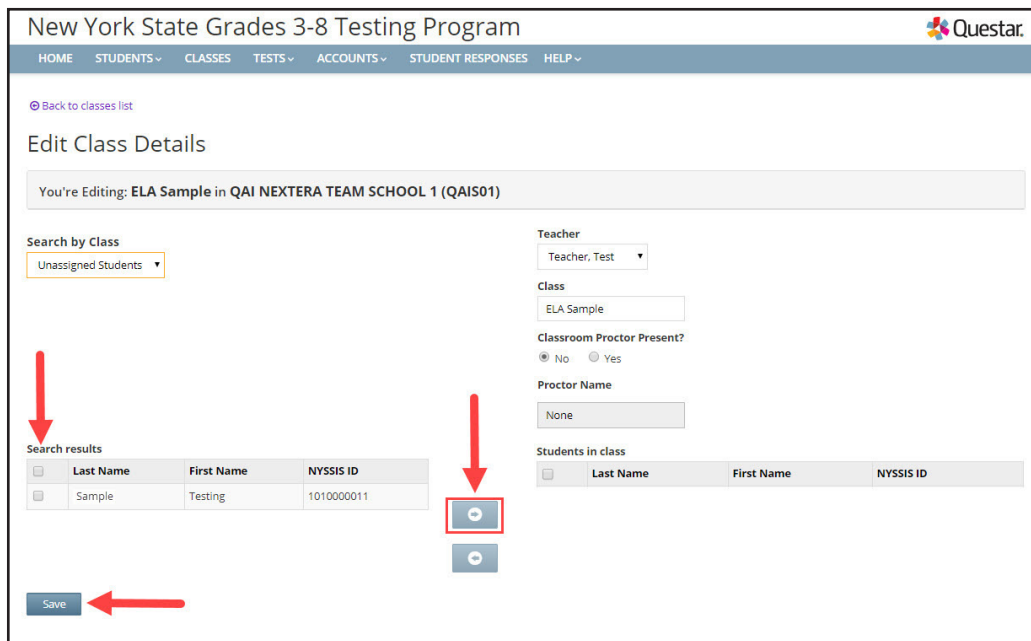 New York State Grades 3-8 Testing Program
Questar.
HOME STUDENTS CLASSES TESTS ACCOUNTS STUDENT RESPONSES HELP
Back to classes list
Edit Class Details
You're Editing: ELA Sample in QAI NEXTERA TEAM SCHOOL 1 (QAIS01)
Search by Class
Unassigned Students
Teacher
Teacher, Test
Class
ELA Sample
Classroom Proctor Present?
No Yes
Proctor Name
None
Search results
Last Name First Name NYSSIS ID
Sample Testing 1010000011
Students in class
Last Name First Name NYSSIS ID
Save